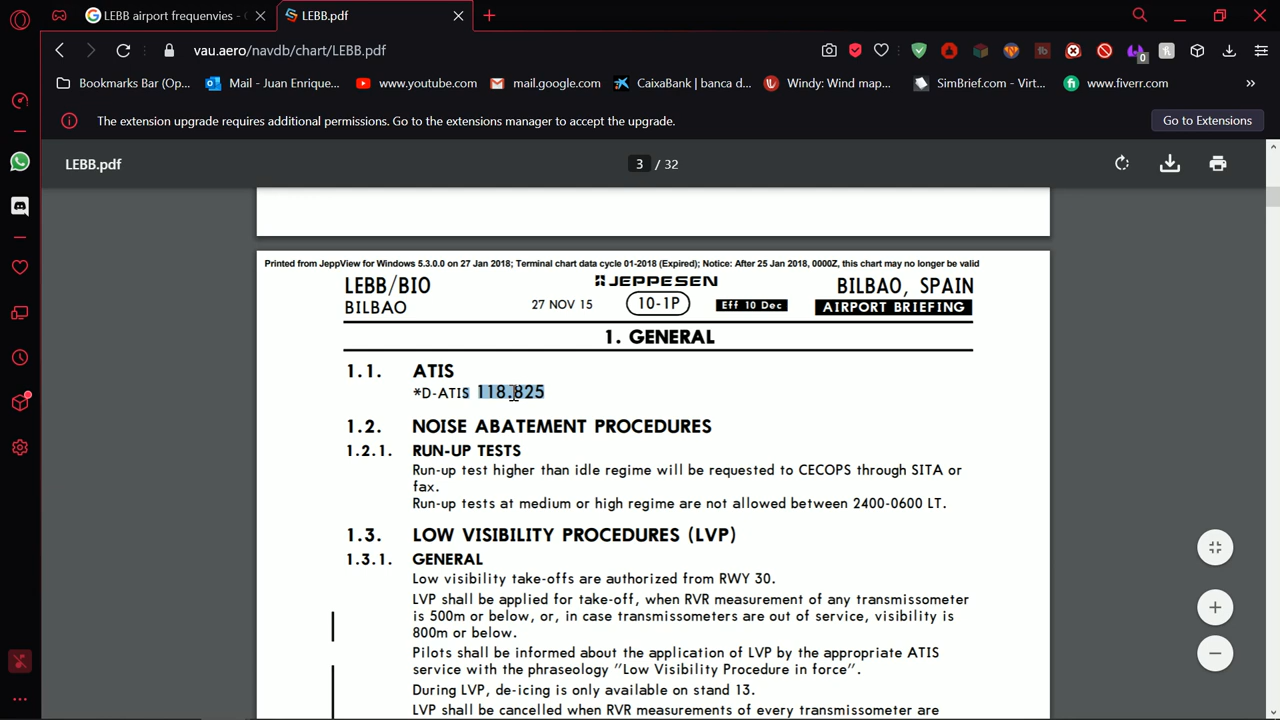 LEBB airport frequenvies -
LEBB.pdf
vau.aero/navdb/chart/LEBB.pdf
0
Bookmarks Bar (Op...
Mail - Juan Enrique...
www.youtube.com
mail.google.com
CaixaBank | banca d...
Windy: Wind map...
SimBrief.com - Virt...
www.fiverr.com
The extension upgrade requires additional permissions. Go to the extensions manager to accept the upgrade.
Go to Extensions
LEBB.pdf
3 / 32
Printed from JeppView for Windows 5.3.0.0 on 27 Jan 2018; Terminal chart data cycle 01-2018 (Expired); Notice: After 25 Jan 2018, 0000Z, this chart may no longer be valid
LEBB/BIO
JEPPESEN
BILBAO, SPAIN
BILBAO
27 NOV 15
10-1P
Eff 10 Dec
AIRPORT BRIEFING
1. GENERAL
1.1. ATIS
*D-ATIS 118.825
1.2. NOISE ABATEMENT PROCEDURES
1.2.1. RUN-UP TESTS
Run-up test higher than idle regime will be requested to CECOPS through SITA or
fax.
Run-up tests at medium or high regime are not allowed between 2400-0600 LT.
1.3. LOW VISIBILITY PROCEDURES (LVP)
1.3.1. GENERAL
Low visibility take-offs are authorized from RWY 30.
LVP shall be applied for take-off, when RVR measurement of any transmissometer
is 500m or below, or, in case transmissometers are out of service, visibility is
800m or below.
Pilots shall be informed about the application of LVP by the appropriate ATIS
service with the phraseology "Low Visibility Procedure in force".
During LVP, de-icing is only available on stand 13.
LVP shall be cancelled when RVR measurements of every transmissometer are